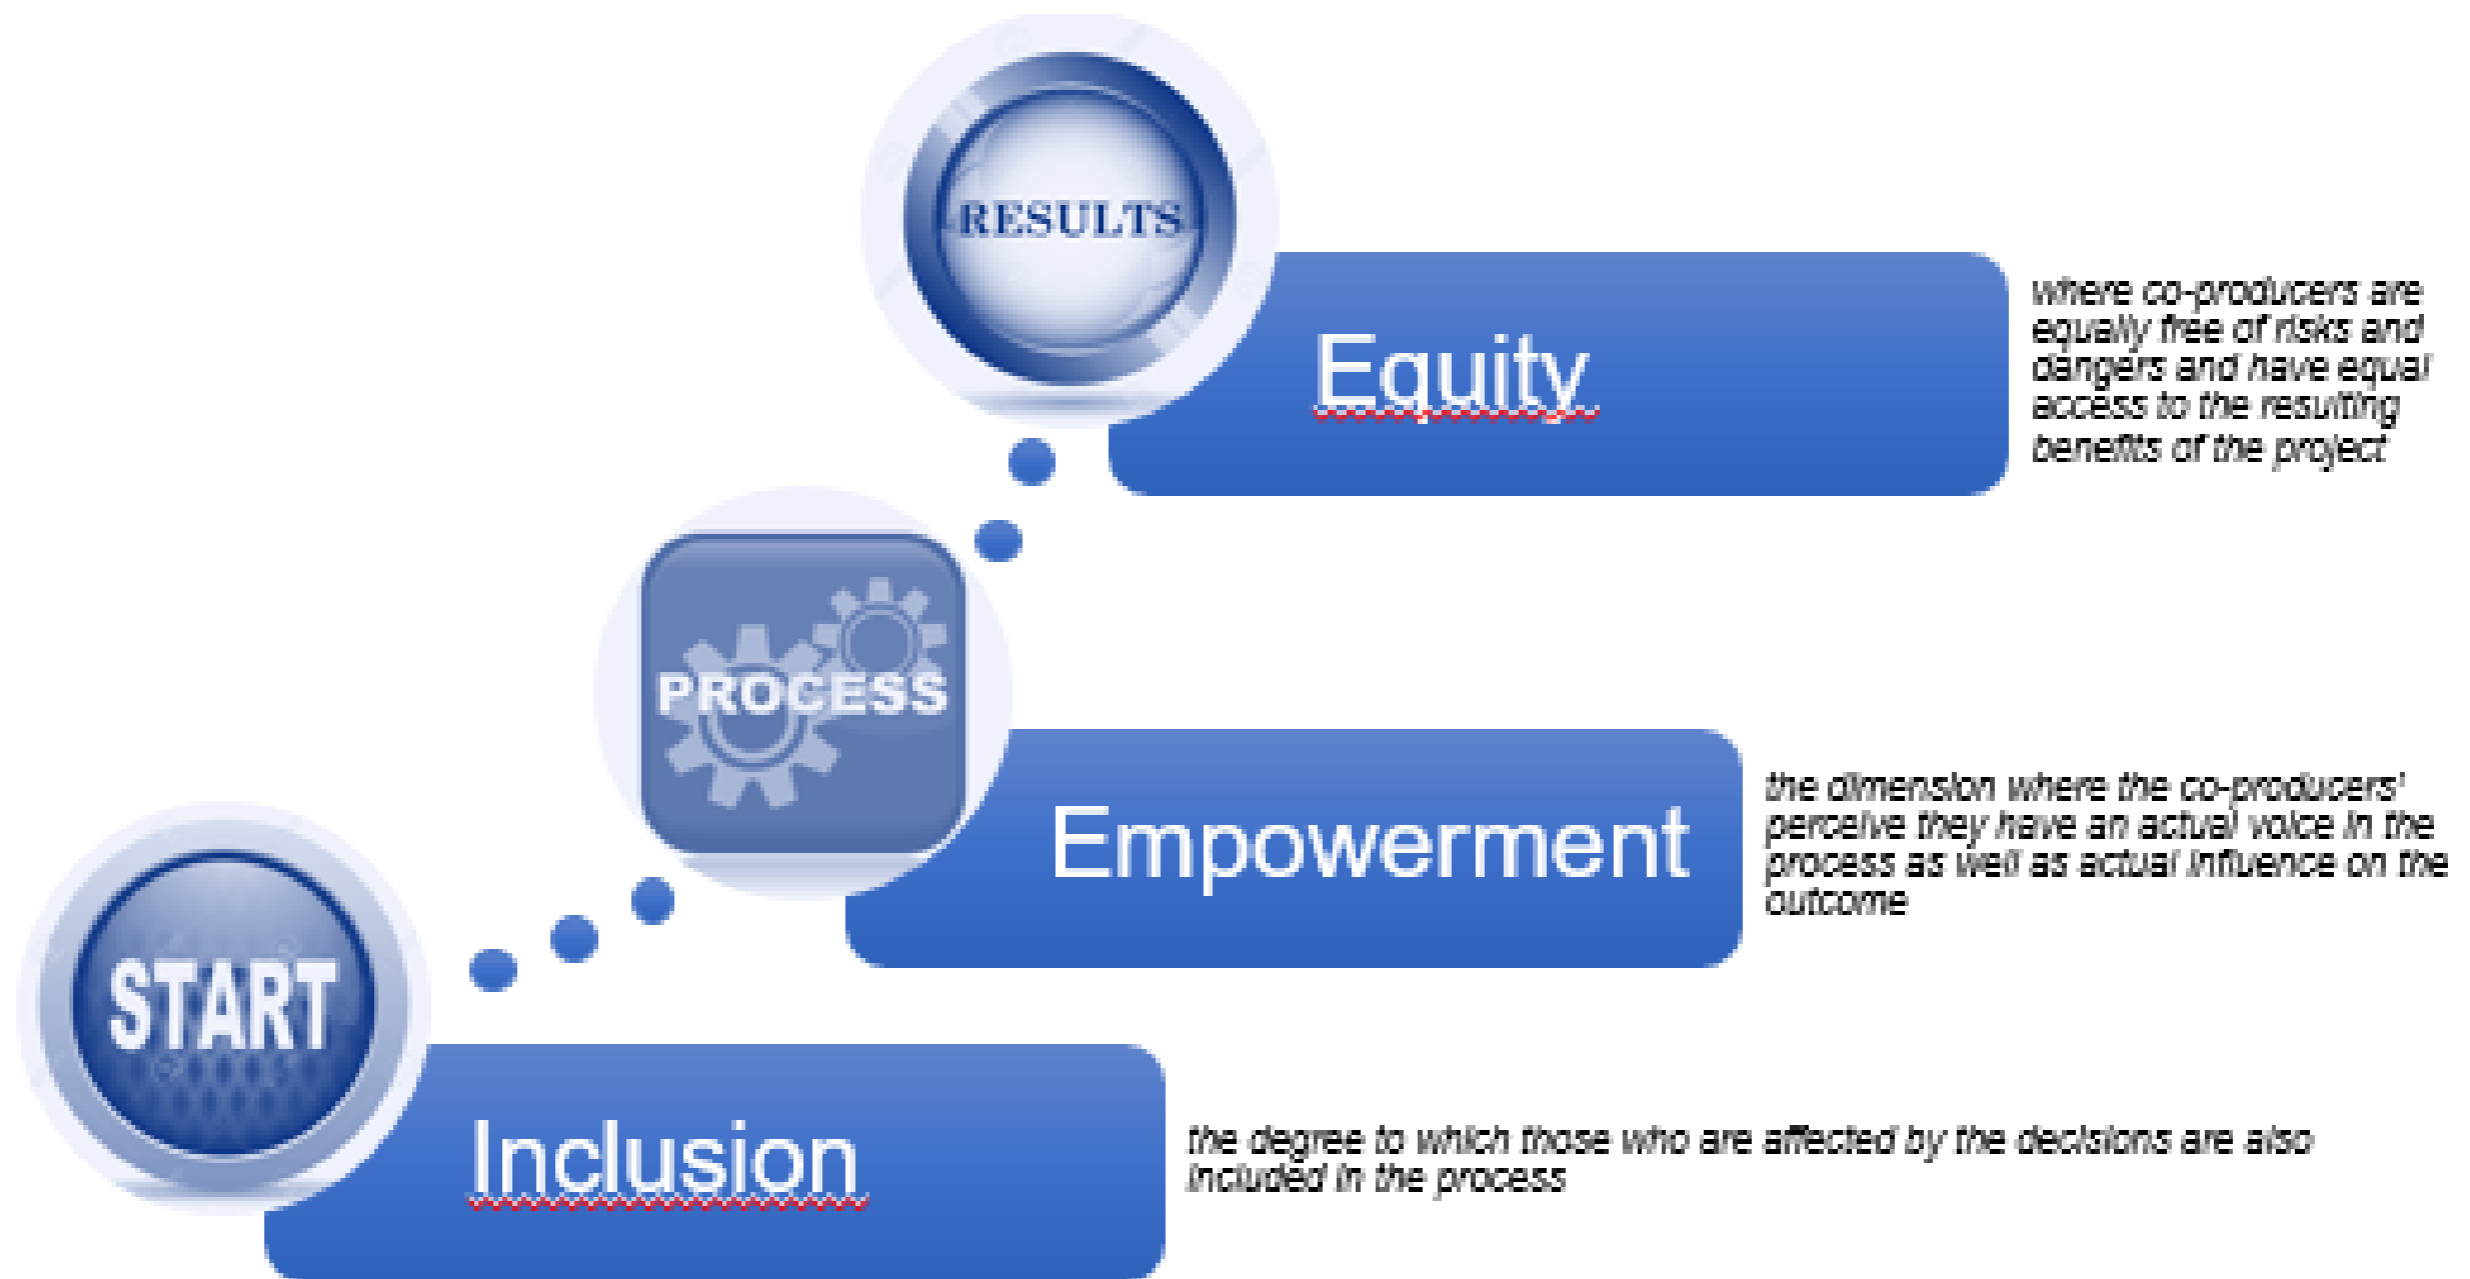 RESULTS
Equity
where co-producers are
equally free of risks and
dangers and have equal
access to the resulting
benefits of the project
PROCESS
Empowerment
the dimension where the co-producers'
perceive they have an actual voice in the
process as well as actual influence on the
outcome
START
Inclusion
the degree to which those who are affected by the decisions are also
included in the process